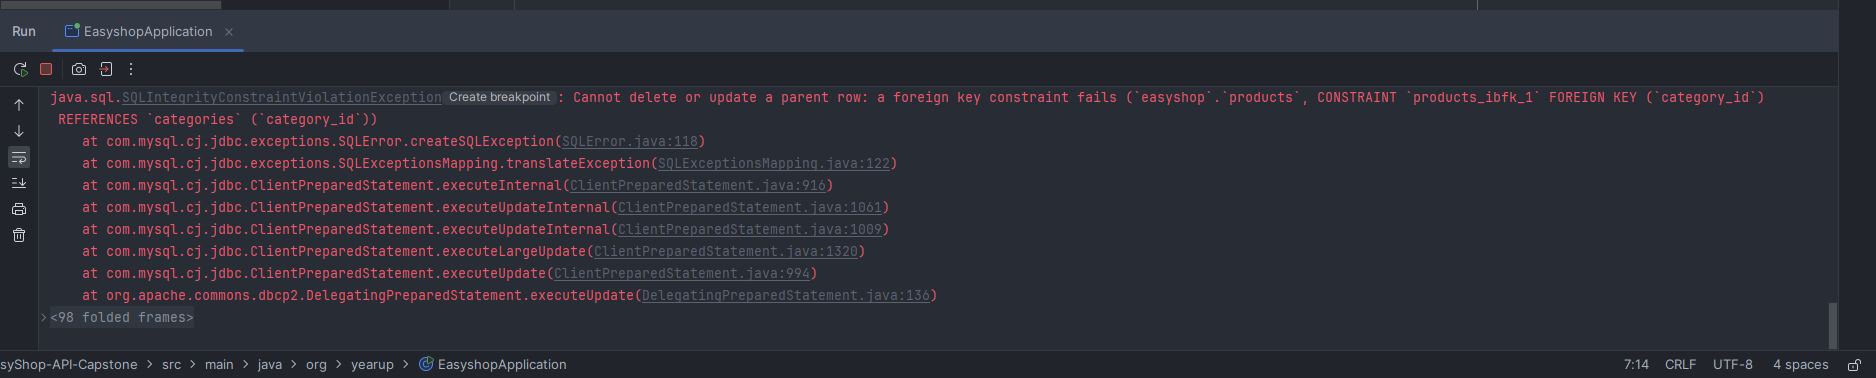 Run EasyshopApplication
java.sql.SQLIntegrityConstraintViolationException Create breakpoint : Cannot delete or update a parent row: a foreign key constraint fails (`easyshop`.`products`, CONSTRAINT `products_ibfk_1` FOREIGN KEY (`category_id`)
REFERENCES `categories` (`category_id`))
at com.mysql.cj.jdbc.exceptions.SQLError.createSQLException(SQLError.java:118)
at com.mysql.cj.jdbc.exceptions.SQLExceptionsMapping.translateException(SQLExceptionsMapping.java:122)
at com.mysql.cj.jdbc.ClientPreparedStatement.executeInternal(ClientPreparedStatement.java:916)
at com.mysql.cj.jdbc.ClientPreparedStatement.executeUpdateInternal(ClientPreparedStatement.java:1061)
at com.mysql.cj.jdbc.ClientPreparedStatement.executeUpdateInternal(ClientPreparedStatement.java:1009)
at com.mysql.cj.jdbc.ClientPreparedStatement.executeLargeUpdate(ClientPreparedStatement.java:1320)
at com.mysql.cj.jdbc.ClientPreparedStatement.executeUpdate(ClientPreparedStatement.java:994)
at org.apache.commons.dbcp2.DelegatingPreparedStatement.executeUpdate(DelegatingPreparedStatement.java:136)
<98 folded frames>
syShop-API-Capstone > src > main > java > org > yearup > EasyshopApplication 7:14 CRLF UTF-8 4 spaces